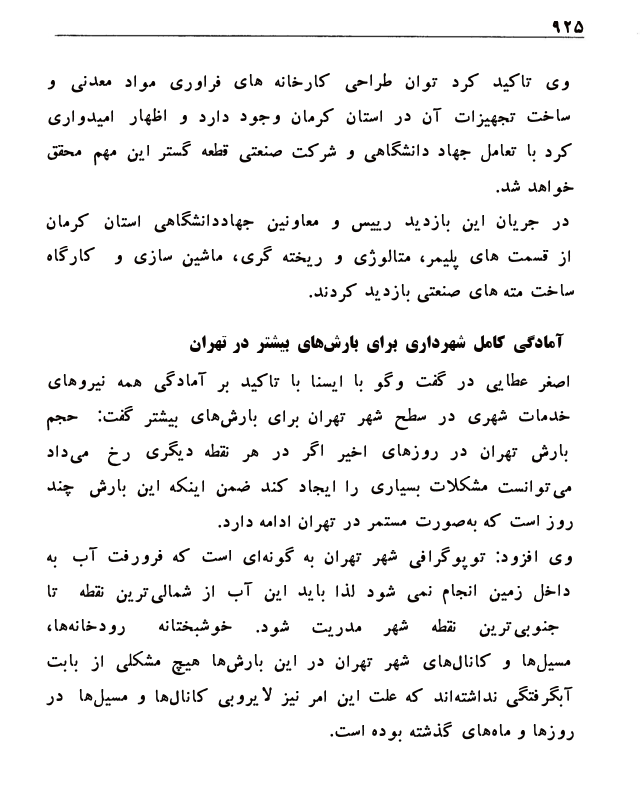 ۹۲۵
وی تاکید کرد توان طراحی کارخانه های فراوری مواد معدنی و
ساخت تجهیزات آن در استان کرمان وجود دارد و اظهار امیدواری
کرد با تعامل جهاد دانشگاهی و شرکت صنعتی قطعه گستر این مهم محقق
خواهد شد.
در جریان این بازدید رییس و معاونین جهاددانشگاهی استان کرمان
از قسمت های پلیمر، متالوژی و ریخته گری، ماشین سازی و کارگاه
ساخت مته های صنعتی بازدید کردند.
آمادگی کامل شهرداری برای بارش‌های بیشتر در تهران
اصغر عطایی در گفت وگو با ایسنا با تاکید بر آمادگی همه نیروهای
خدمات شهری در سطح شهر تهران برای بارش‌های بیشتر گفت: حجم
بارش تهران در روزهای اخیر اگر در هر نقطه دیگری رخ می‌داد
می‌توانست مشکلات بسیاری را ایجاد کند ضمن اینکه این بارش چند
روز است که به‌صورت مستمر در تهران ادامه دارد.
وی افزود: توپوگرافی شهر تهران به گونه‌ای است که فرورفت آب به
داخل زمین انجام نمی شود لذا باید این آب از شمالی‌ترین نقطه تا
جنوبی‌ترین نقطه شهر مدریت شود. خوشبختانه رودخانه‌ها،
مسیل‌ها و کانال‌های شهر تهران در این بارش‌ها هیچ مشکلی از بابت
آبگرفتگی نداشته‌اند که علت این امر نیز لایروبی کانال‌ها و مسیل‌ها در
روزها و ماه‌های گذشته بوده است.